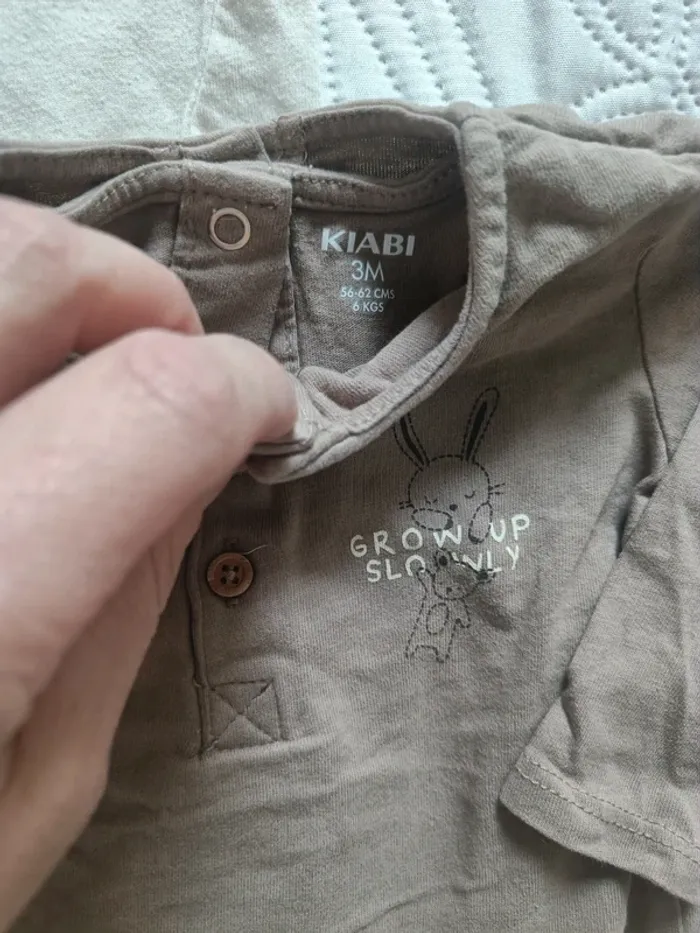 KIABI
3M
56-62 CMS
6 KGS
GROW UP
SLOWLY